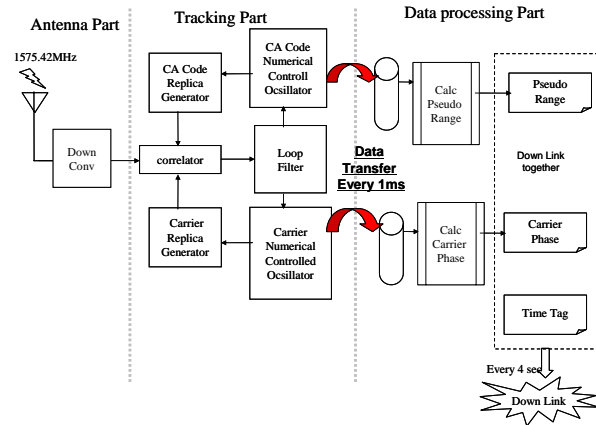 Antenna Part
Tracking Part
Data processing Part
1575.42MHz
Down
Conv
CA Code
Replica
Generator
CA Code
Numerical
Controll
Ocsillator
correlator
Loop
Filter
Carrier
Replica
Generator
Carrier
Numerical
Controlled
Ocsillator
Data
Transfer
Every 1ms
Calc
Pseudo
Range
Calc
Carrier
Phase
Pseudo
Range
Down Link
together
Carrier
Phase
Time Tag
Every 4 sec
Down Link